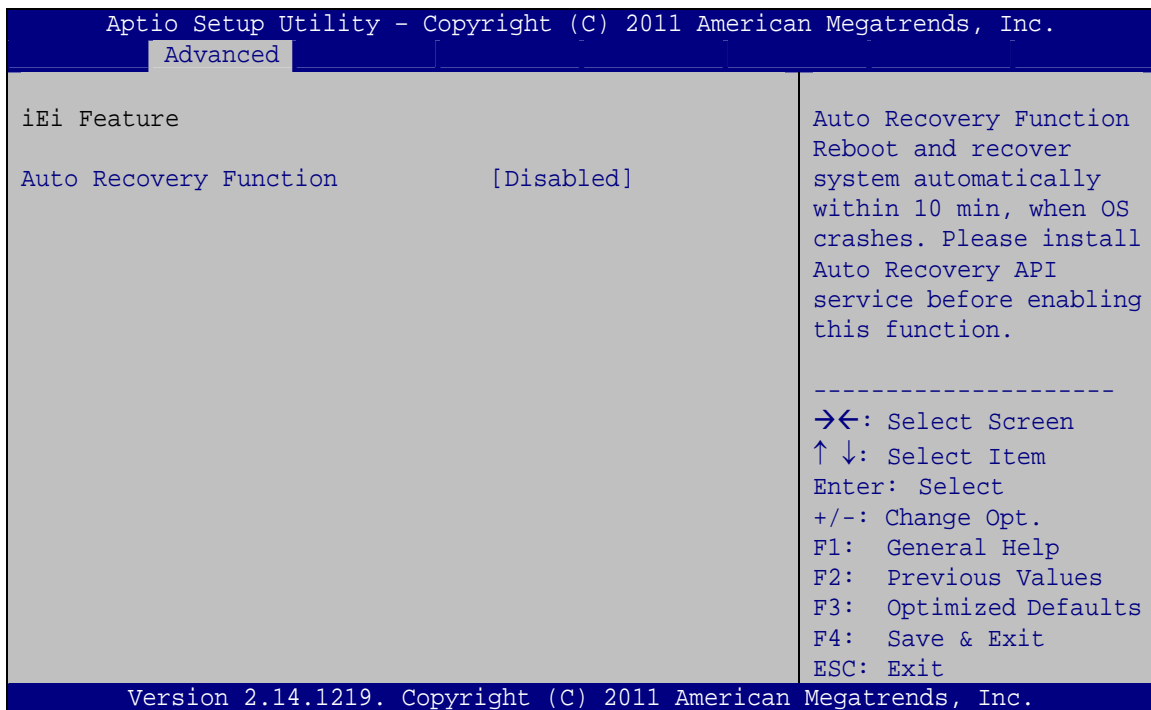 Aptio Setup Utility – Copyright (C) 2011 American Megatrends, Inc.
Advanced
iEi Feature
Auto Recovery Function [Disabled]
Auto Recovery Function
Reboot and recover
system automatically
within 10 min, when OS
crashes. Please install
Auto Recovery API
service before enabling
this function.
---------------------
→←: Select Screen
↑ ↓: Select Item
Enter: Select
+/-: Change Opt.
F1: General Help
F2: Previous Values
F3: Optimized Defaults
F4: Save & Exit
ESC: Exit
Version 2.14.1219. Copyright (C) 2011 American Megatrends, Inc.